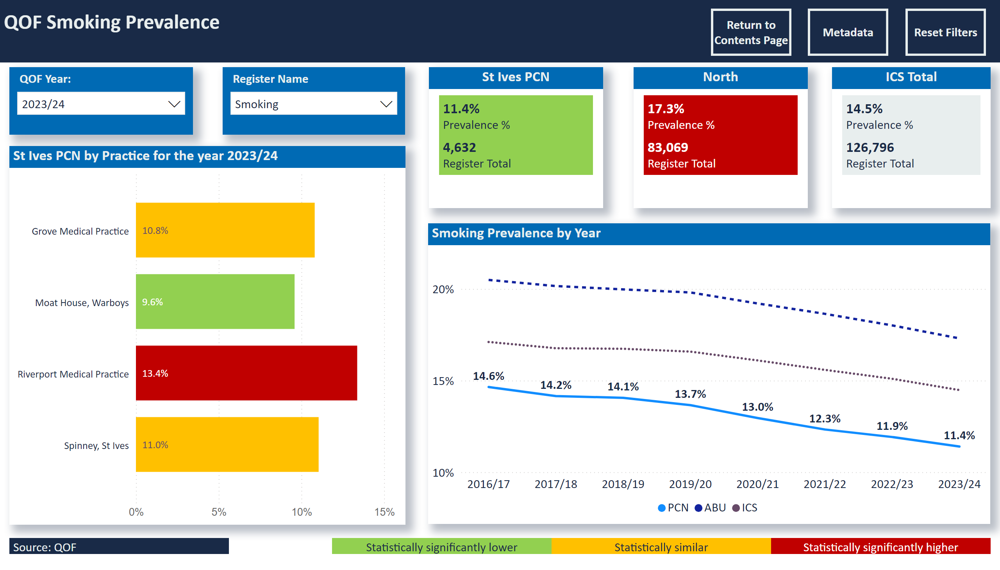 QOF Smoking Prevalence
Return to
Contents Page
Metadata
Reset Filters
QOF Year:
2023/24
Register Name
Smoking
St Ives PCN
11.4%
Prevalence %
4,632
Register Total
North
17.3%
Prevalence %
83,069
Register Total
ICS Total
14.5%
Prevalence %
126,796
Register Total
St Ives PCN by Practice for the year 2023/24
Grove Medical Practice
10.8%
Moat House, Warboys
9.6%
Riverport Medical Practice
13.4%
Spinney, St Ives
11.0%
0% 5% 10% 15%
Smoking Prevalence by Year
20%
15%
10%
14.6% 14.2% 14.1% 13.7% 13.0% 12.3% 11.9% 11.4%
2016/17 2017/18 2018/19 2019/20 2020/21 2021/22 2022/23 2023/24
PCN ABU ICS
Source: QOF
Statistically significantly lower
Statistically similar
Statistically significantly higher